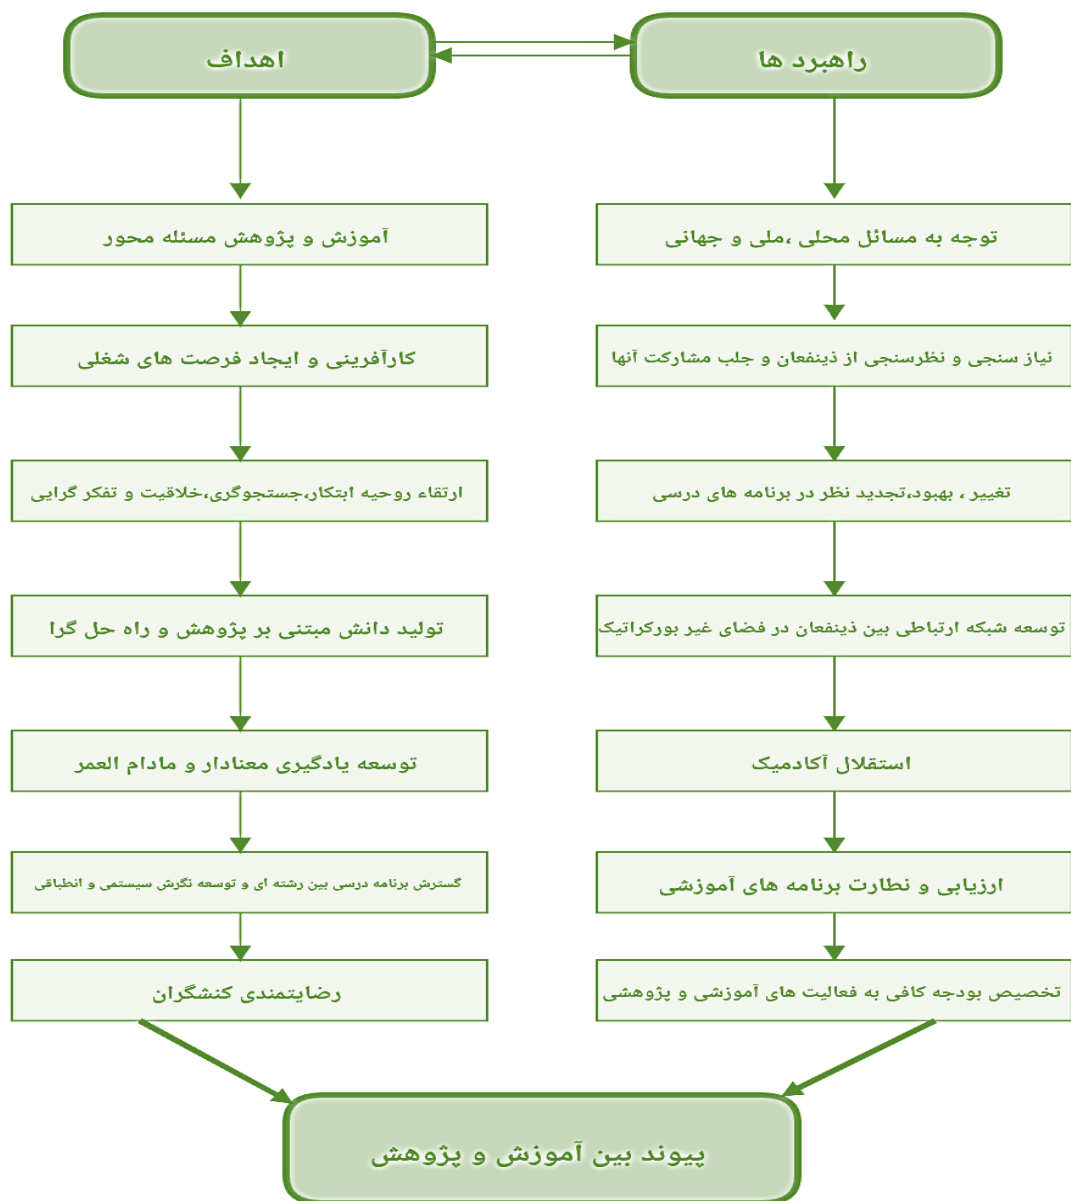 راهبرد ها
اهداف
توجه به مسائل محلی ،ملی و جهانی
نیاز سنجی و نظرسنجی از ذینفعان و جلب مشارکت آنها
تغییر ، بهبود،تجدید نظر در برنامه های درسی
توسعه شبکه ارتباطی بین ذینفعان در فضای غیر بورکراتیک
استقلال آکادمیک
ارزیابی و نطارت برنامه های آموزشی
تخصیص بودجه کافی به فعالیت های آموزشی و پژوهشی
آموزش و پژوهش مسئله محور
کارآفرینی و ایجاد فرصت های شغلی
ارتقاء روحیه ابتکار،جستجوگری،خلاقیت و تفکر گرایی
تولید دانش مبتنی بر پژوهش و راه حل گرا
توسعه یادگیری معنادار و مادام العمر
گسترش برنامه درسی بین رشته ای و توسعه نگرش سیستمی و انطباقی
رضایتمندی کنشگران
پیوند بین آموزش و پژوهش